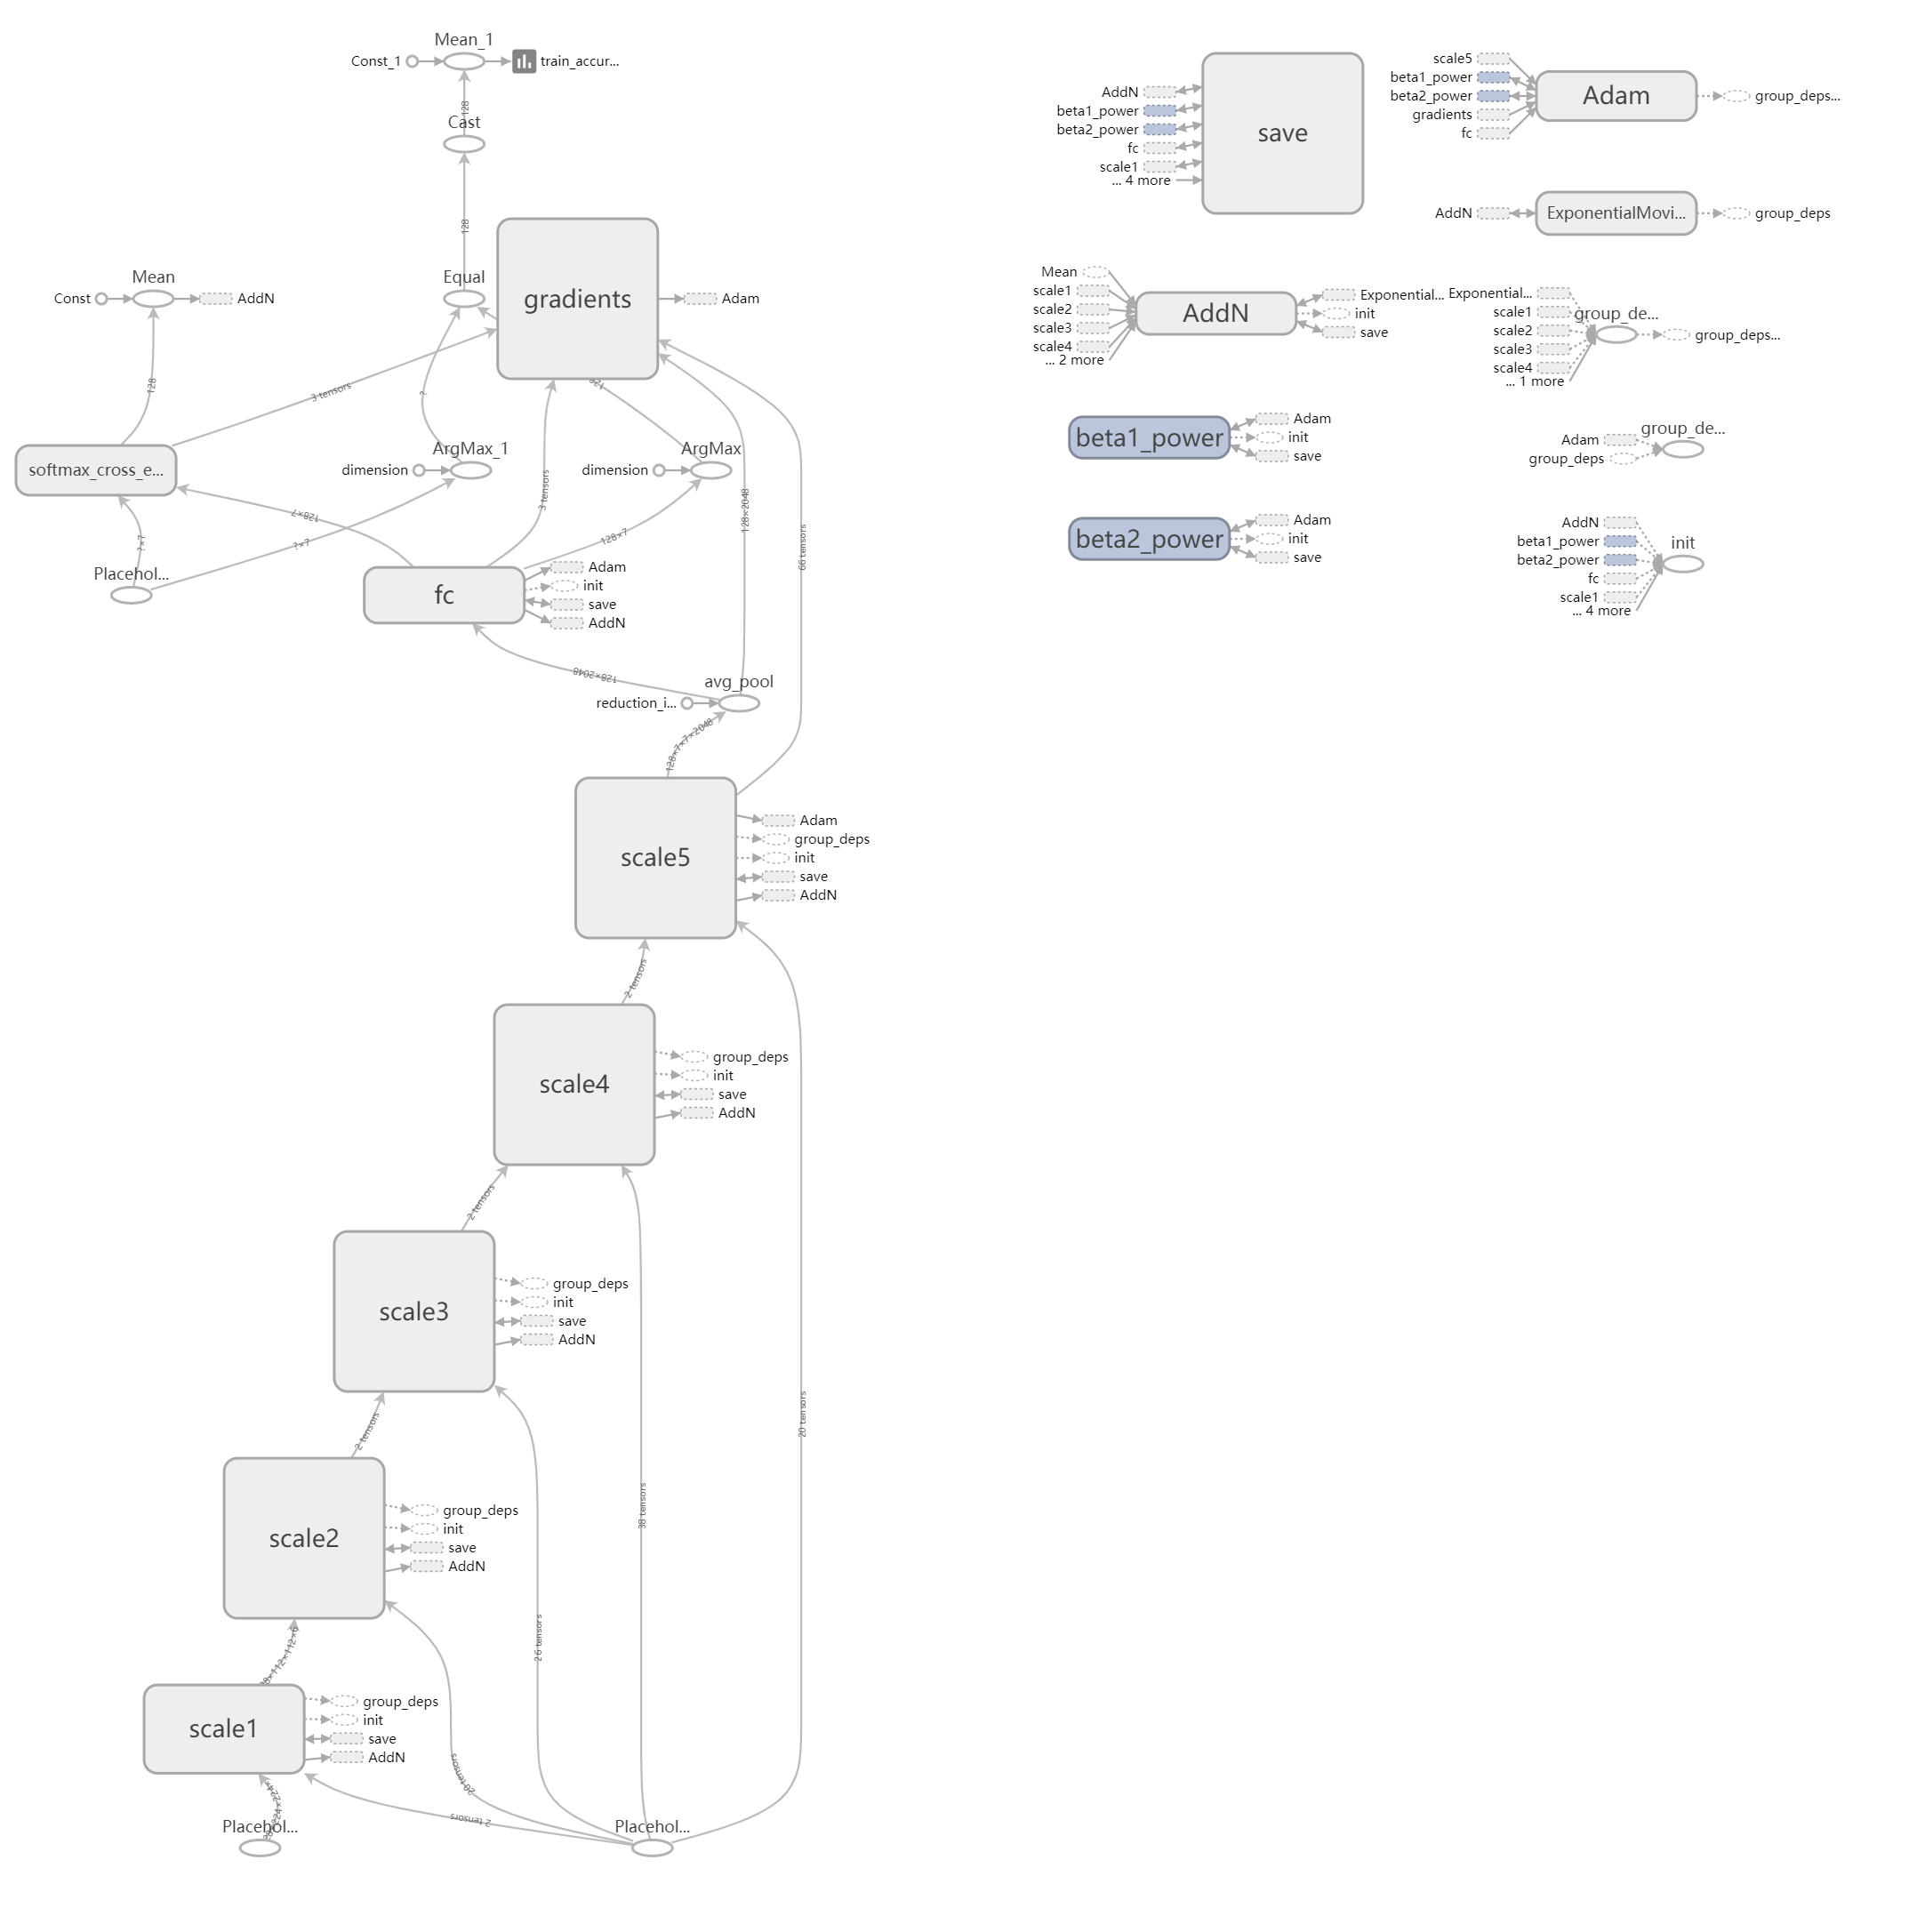 Mean_1
Const_1
train_accur...
128
Cast
128
gradients
Mean
Const
AddN
Equal
Adam
128
3 tensors
?
softmax_cross_e...
ArgMax_1
dimension
ArgMax
dimension
3 tensors
128×2048
66 tensors
128×7
?×7
?×7
128×7
Placehol...
fc
Adam
init
save
AddN
128×2048
avg_pool
reduction_i...
128×7×7×2048
scale5
Adam
group_deps
init
save
AddN
2 tensors
scale4
group_deps
init
save
AddN
2 tensors
scale3
group_deps
init
save
AddN
2 tensors
20 tensors
38 tensors
26 tensors
scale2
group_deps
init
save
AddN
scale1
group_deps
init
save
AddN
20 tensors
2 tensors
Placehol...
Placehol...
save
AddN
beta1_power
beta2_power
fc
scale1
... 4 more
Adam
scale5
beta1_power
beta2_power
gradients
fc
group_deps...
AddN
ExponentialMovi...
group_deps
AddN
Mean
scale1
scale2
scale3
scale4
... 2 more
Exponential...
init
save
Exponential...
scale1
scale2
scale3
scale4
... 1 more
group_de...
group_deps...
beta1_power
Adam
init
save
group_de...
Adam
group_deps
beta2_power
Adam
init
save
init
AddN
beta1_power
beta2_power
fc
scale1
... 4 more